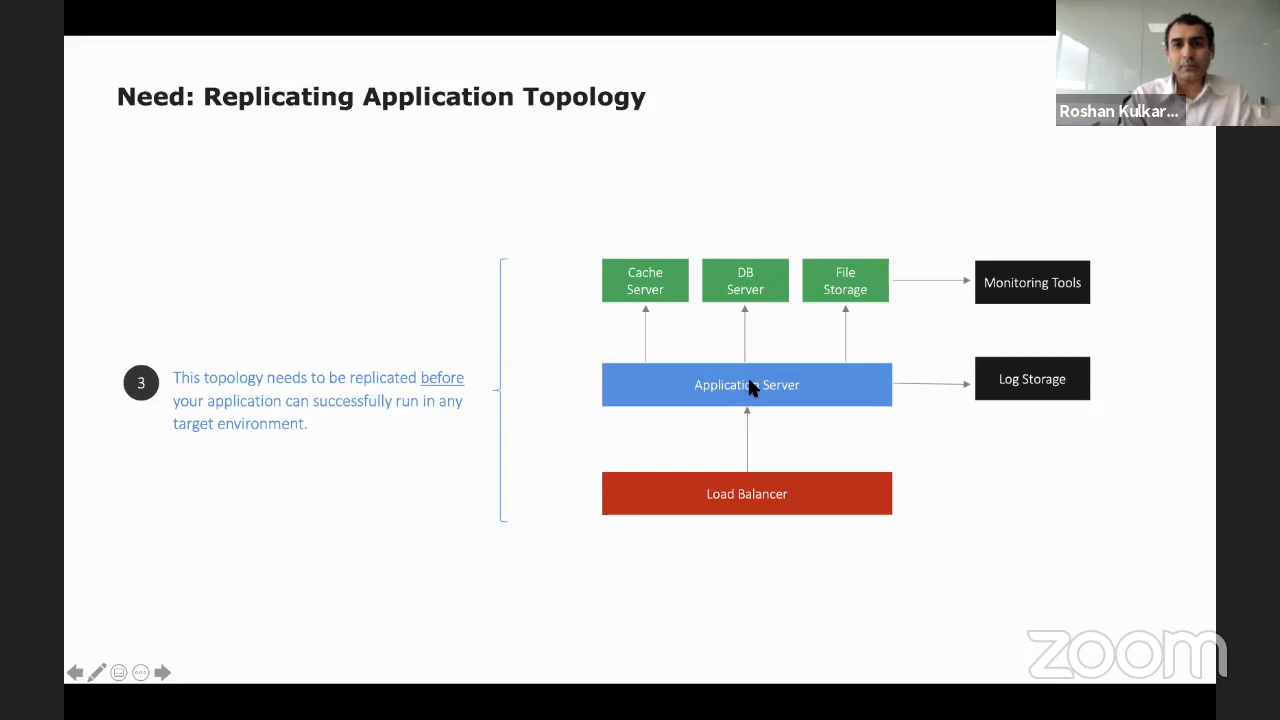 Need: Replicating Application Topology
Roshan Kulkar...
Cache
Server
DB
Server
File
Storage
Monitoring Tools
3
This topology needs to be replicated before
your application can successfully run in any
target environment.
Application Server
Log Storage
Load Balancer
zoom